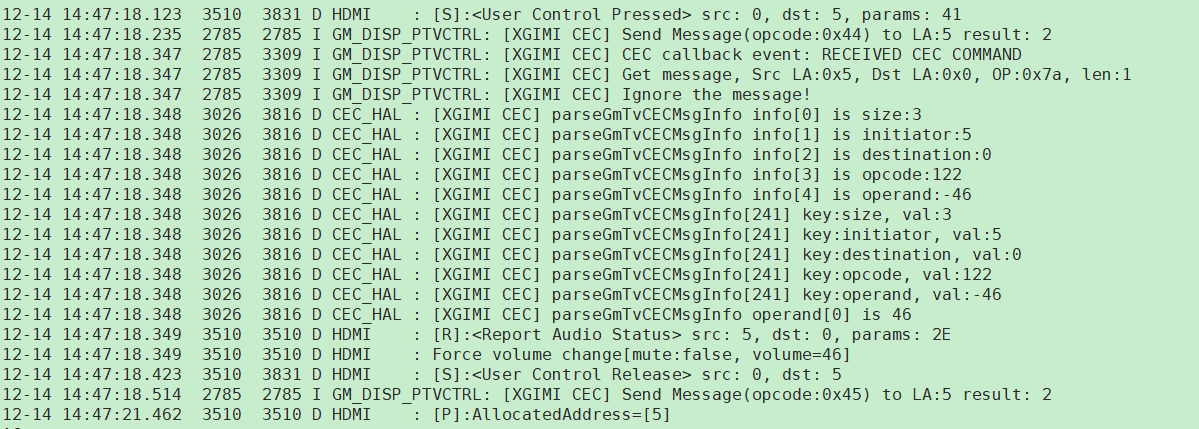 12-14 14:47:18.123  3510  3831 D HDMI    : [S]:<User Control Pressed> src: 0, dst: 5, params: 41
12-14 14:47:18.235  2785  2785 I GM_DISP_PTVCTRL: [XGIMI CEC] Send Message(opcode:0x44) to LA:5 result: 2
12-14 14:47:18.347  2785  3309 I GM_DISP_PTVCTRL: [XGIMI CEC] CEC callback event: RECEIVED CEC COMMAND
12-14 14:47:18.347  2785  3309 I GM_DISP_PTVCTRL: [XGIMI CEC] Get message, Src LA:0x5, Dst LA:0x0, OP:0x7a, len:1
12-14 14:47:18.347  2785  3309 I GM_DISP_PTVCTRL: [XGIMI CEC] Ignore the message!
12-14 14:47:18.348  3026  3816 D CEC_HAL : [XGIMI CEC] parseGmTvCECMsgInfo info[0] is size:3
12-14 14:47:18.348  3026  3816 D CEC_HAL : [XGIMI CEC] parseGmTvCECMsgInfo info[1] is initiator:5
12-14 14:47:18.348  3026  3816 D CEC_HAL : [XGIMI CEC] parseGmTvCECMsgInfo info[2] is destination:0
12-14 14:47:18.348  3026  3816 D CEC_HAL : [XGIMI CEC] parseGmTvCECMsgInfo info[3] is opcode:122
12-14 14:47:18.348  3026  3816 D CEC_HAL : [XGIMI CEC] parseGmTvCECMsgInfo info[4] is operand:-46
12-14 14:47:18.348  3026  3816 D CEC_HAL : [XGIMI CEC] parseGmTvCECMsgInfo[241] key:size, val:3
12-14 14:47:18.348  3026  3816 D CEC_HAL : [XGIMI CEC] parseGmTvCECMsgInfo[241] key:initiator, val:5
12-14 14:47:18.348  3026  3816 D CEC_HAL : [XGIMI CEC] parseGmTvCECMsgInfo[241] key:destination, val:0
12-14 14:47:18.348  3026  3816 D CEC_HAL : [XGIMI CEC] parseGmTvCECMsgInfo[241] key:opcode, val:122
12-14 14:47:18.348  3026  3816 D CEC_HAL : [XGIMI CEC] parseGmTvCECMsgInfo[241] key:operand, val:-46
12-14 14:47:18.348  3026  3816 D CEC_HAL : [XGIMI CEC] parseGmTvCECMsgInfo operand[0] is 46
12-14 14:47:18.349  3510  3510 D HDMI    : [R]:<Report Audio Status> src: 5, dst: 0, params: 2E
12-14 14:47:18.349  3510  3510 D HDMI    : Force volume change[mute:false, volume=46]
12-14 14:47:18.423  3510  3831 D HDMI    : [S]:<User Control Release> src: 0, dst: 5
12-14 14:47:18.514  2785  2785 I GM_DISP_PTVCTRL: [XGIMI CEC] Send Message(opcode:0x45) to LA:5 result: 2
12-14 14:47:21.462  3510  3510 D HDMI    : [P]:AllocatedAddress=[5]